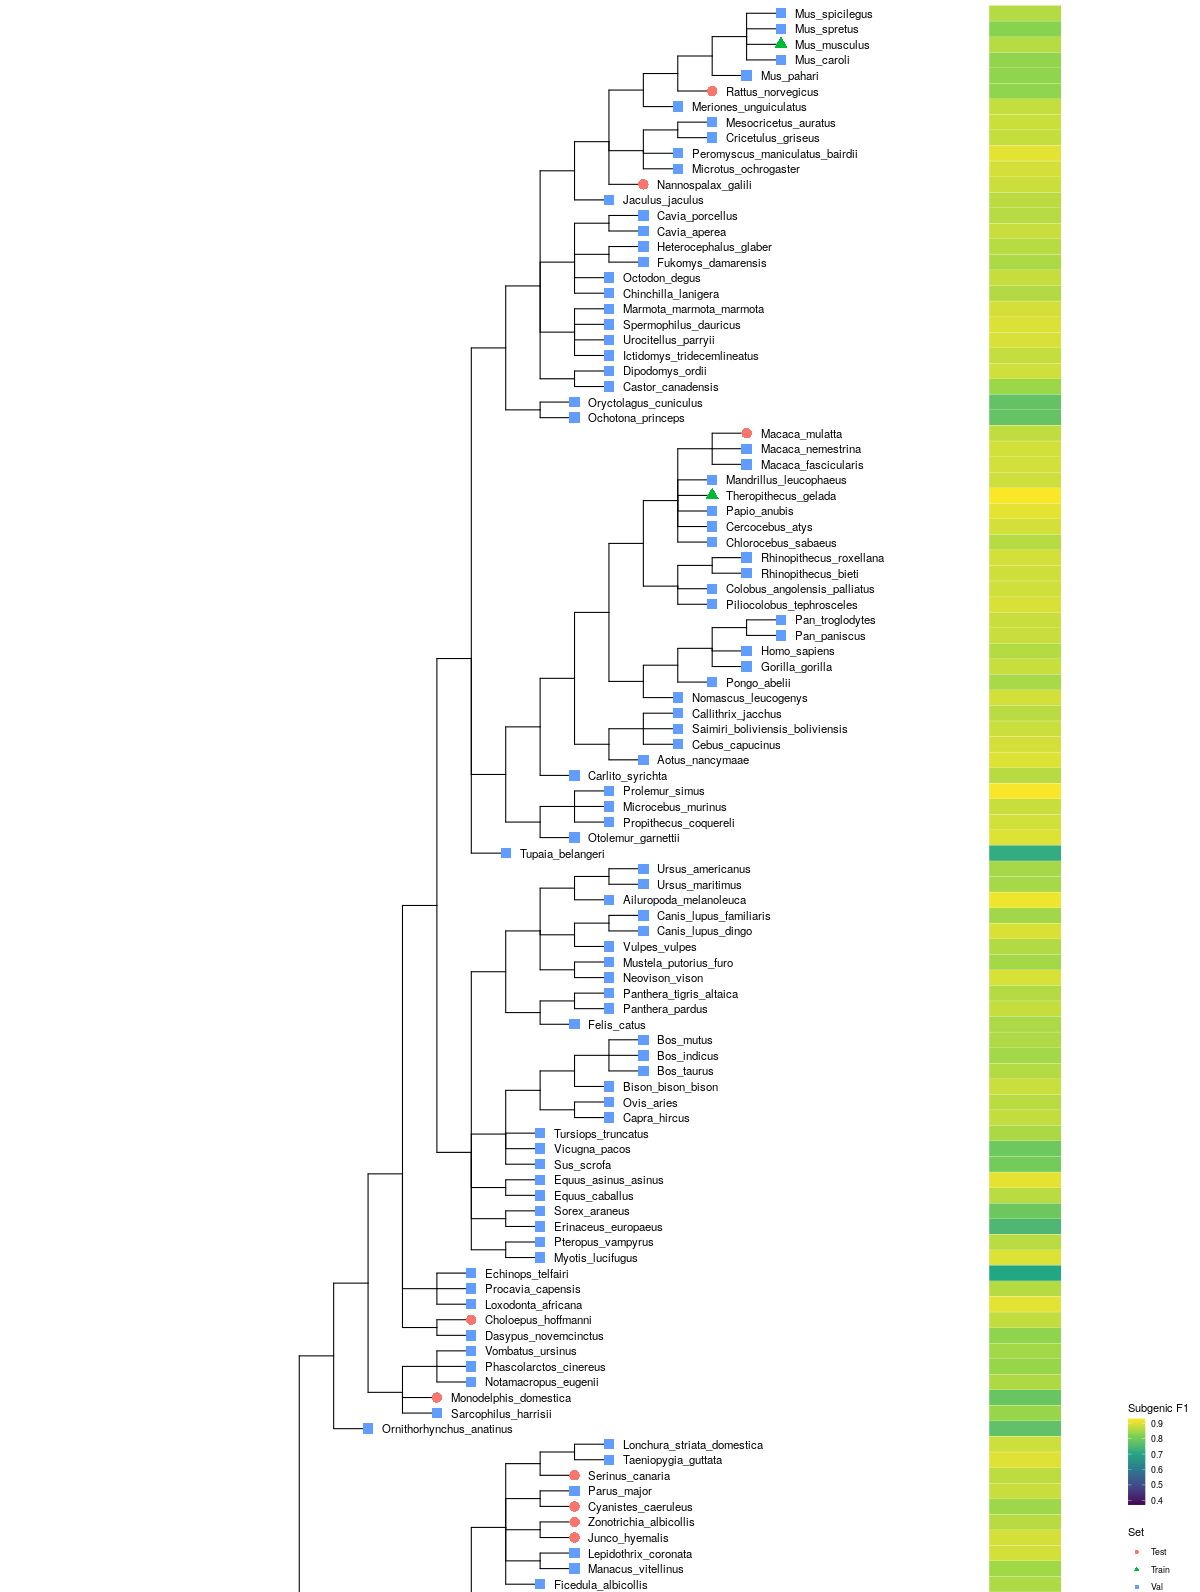 Mus_spicilegus
Mus_spretus
Mus_musculus
Mus_caroli
Mus_pahari
Rattus_norvegicus
Meriones_unguiculatus
Mesocricetus_auratus
Cricetulus_griseus
Peromyscus_maniculatus_bairdii
Microtus_ochrogaster
Nannospalax_galili
Jaculus_jaculus
Cavia_porcellus
Cavia_aperea
Heterocephalus_glaber
Fukomys_damarensis
Octodon_degus
Chinchilla_lanigera
Marmota_marmota_marmota
Spermophilus_dauricus
Urocitellus_parryii
Ictidomys_tridecemlineatus
Dipodomys_ordii
Castor_canadensis
Oryctolagus_cuniculus
Ochotona_princeps
Macaca_mulatta
Macaca_nemestrina
Macaca_fascicularis
Mandrillus_leucophaeus
Theropithecus_gelada
Papio_anubis
Cercocebus_atys
Chlorocebus_sabaeus
Rhinopithecus_roxellana
Rhinopithecus_bieti
Colobus_angolensis_palliatus
Piliocolobus_tephrosceles
Pan_troglodytes
Pan_paniscus
Homo_sapiens
Gorilla_gorilla
Pongo_abelii
Nomascus_leucogenys
Callithrix_jacchus
Saimiri_boliviensis_boliviensis
Cebus_capucinus
Aotus_nancymaae
Carlito_syrichta
Prolemur_simus
Microcebus_murinus
Propithecus_coquereli
Otolemur_garnettii
Tupaia_belangeri
Ursus_americanus
Ursus_maritimus
Ailuropoda_melanoleuca
Canis_lupus_familiaris
Canis_lupus_dingo
Vulpes_vulpes
Mustela_putorius_furo
Neovison_vison
Panthera_tigris_altaica
Panthera_pardus
Felis_catus
Bos_mutus
Bos_indicus
Bos_taurus
Bison_bison_bison
Ovis_aries
Capra_hircus
Tursiops_truncatus
Vicugna_pacos
Sus_scrofa
Equus_asinus_asinus
Equus_caballus
Sorex_araneus
Erinaceus_europaeus
Pteropus_vampyrus
Myotis_lucifugus
Echinops_telfairi
Procavia_capensis
Loxodonta_africana
Choloepus_hoffmanni
Dasypus_novemcinctus
Vombatus_ursinus
Phascolarctos_cinereus
Notamacropus_eugenii
Monodelphis_domestica
Sarcophilus_harrisii
Ornithorhynchus_anatinus
Lonchura_striata_domestica
Taeniopygia_guttata
Serinus_canaria
Parus_major
Cyanistes_caeruleus
Zonotrichia_albicollis
Junco_hyemalis
Lepidothrix_coronata
Manacus_vitellinus
Ficedula_albicollis
Subgenic F1
0.9
0.8
0.7
0.6
0.5
0.4
Set
Test
Train
Val